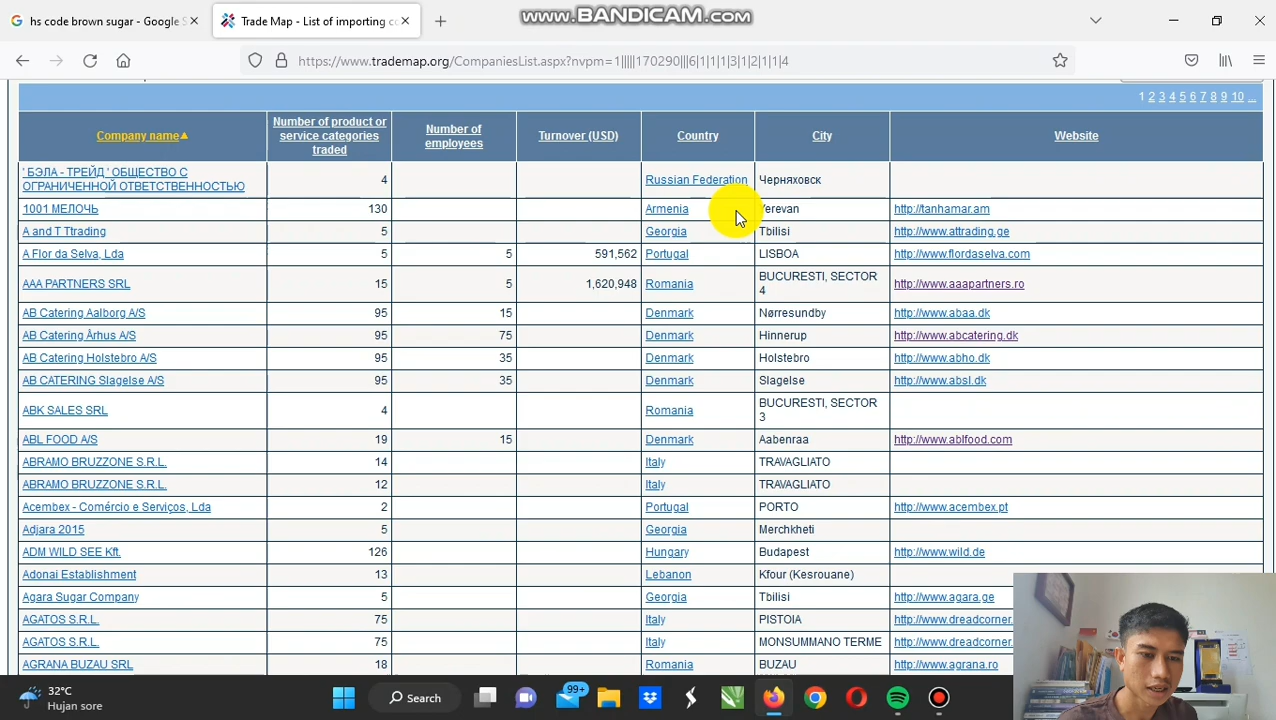 www.BANDICAM.com
hs code brown sugar - Google S
Trade Map - List of importing co
https://www.trademap.org/CompaniesList.aspx?nvpm=1|||||170290|||6|1|1|1|3|1|2|1|1|4
1 2 3 4 5 6 7 8 9 10 ...
Company name
Number of product or
service categories
traded
Number of
employees
Turnover (USD)
Country
City
Website
' БЭЛА - ТРЕЙД ' ОБЩЕСТВО С
ОГРАНИЧЕННОЙ ОТВЕТСТВЕННОСТЬЮ
4
Russian Federation
Черняховск
1001 МЕЛОЧЬ
130
Armenia
Yerevan
http://tanhamar.am
A and T Ttrading
5
Georgia
Tbilisi
http://www.attrading.ge
A Flor da Selva, Lda
5
5
591,562
Portugal
LISBOA
http://www.flordaselva.com
AAA PARTNERS SRL
15
5
1,620,948
Romania
BUCURESTI, SECTOR
4
http://www.aaapartners.ro
AB Catering Aalborg A/S
95
15
Denmark
Nørresundby
http://www.abaa.dk
AB Catering Århus A/S
95
75
Denmark
Hinnerup
http://www.abcatering.dk
AB Catering Holstebro A/S
95
35
Denmark
Holstebro
http://www.abho.dk
AB CATERING Slagelse A/S
95
35
Denmark
Slagelse
http://www.absl.dk
ABK SALES SRL
4
Romania
BUCURESTI, SECTOR
3
ABL FOOD A/S
19
15
Denmark
Aabenraa
http://www.ablfood.com
ABRAMO BRUZZONE S.R.L.
14
Italy
TRAVAGLIATO
ABRAMO BRUZZONE S.R.L.
12
Italy
TRAVAGLIATO
Acembex - Comércio e Serviços, Lda
2
Portugal
PORTO
http://www.acembex.pt
Adjara 2015
5
Georgia
Merchkheti
ADM WILD SEE Kft.
126
Hungary
Budapest
http://www.wild.de
Adonai Establishment
13
Lebanon
Kfour (Kesrouane)
Agara Sugar Company
5
Georgia
Tbilisi
http://www.agara.ge
AGATOS S.R.L.
75
Italy
PISTOIA
http://www.dreadcorner.
AGATOS S.R.L.
75
Italy
MONSUMMANO TERME
http://www.dreadcorner.
AGRANA BUZAU SRL
18
Romania
BUZAU
http://www.agrana.ro
32°C
Hujan sore
Search
99+